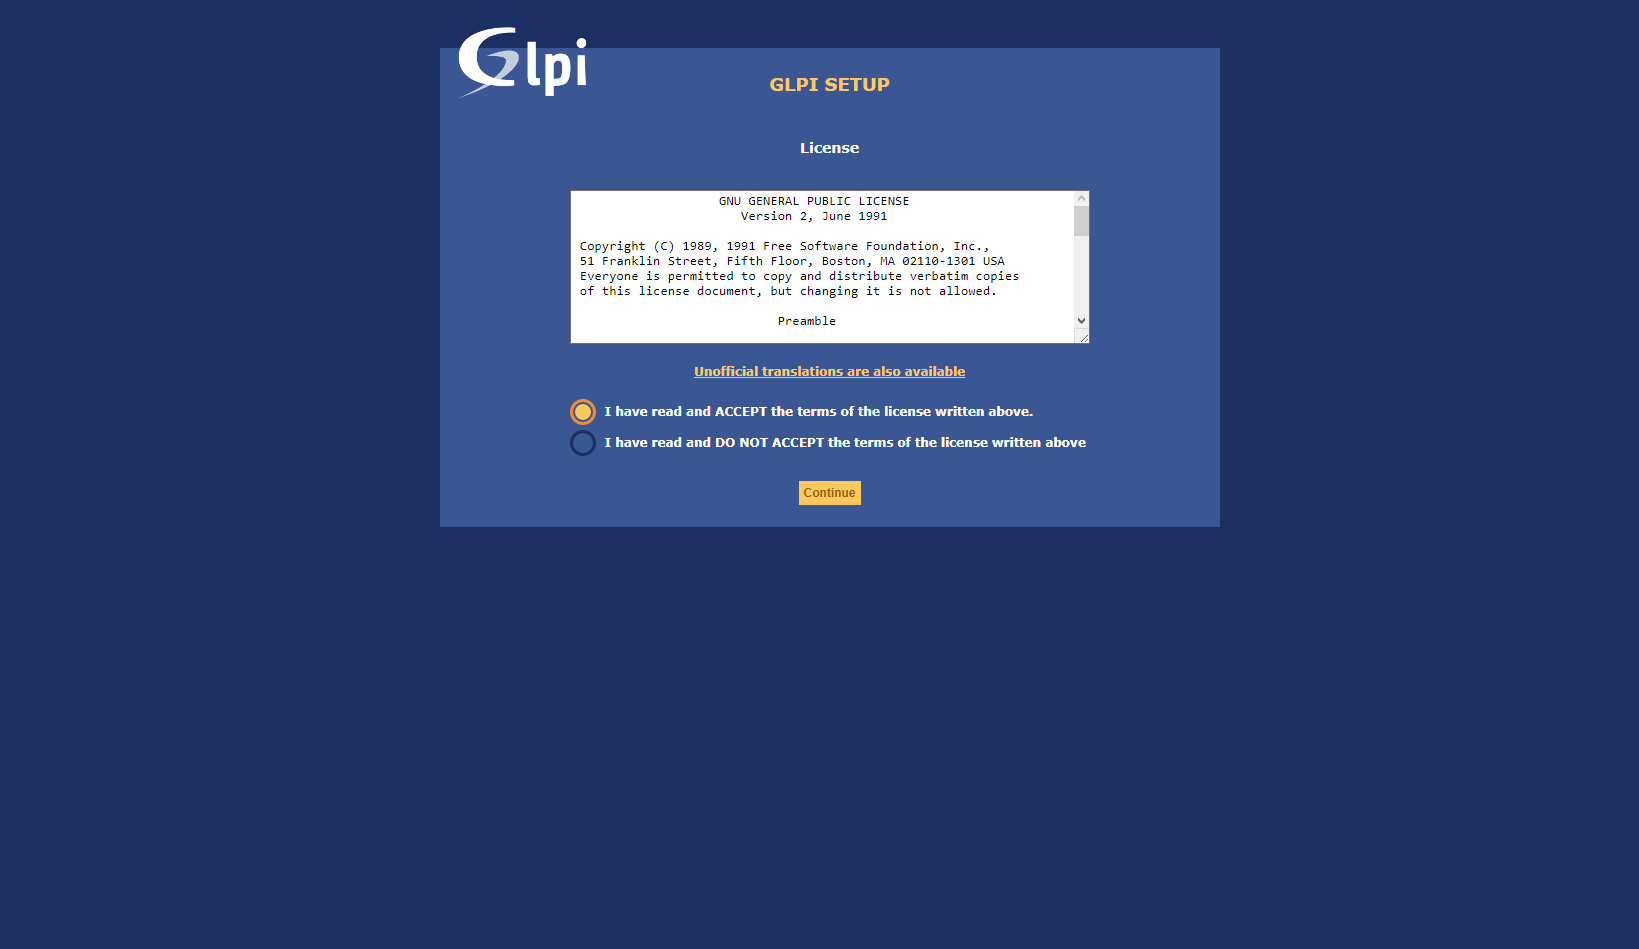 Glpi
GLPI SETUP
License
GNU GENERAL PUBLIC LICENSE
Version 2, June 1991
Copyright (C) 1989, 1991 Free Software Foundation, Inc.,
51 Franklin Street, Fifth Floor, Boston, MA 02110-1301 USA
Everyone is permitted to copy and distribute verbatim copies
of this license document, but changing it is not allowed.
Preamble
Unofficial translations are also available
I have read and ACCEPT the terms of the license written above.
I have read and DO NOT ACCEPT the terms of the license written above
Continue